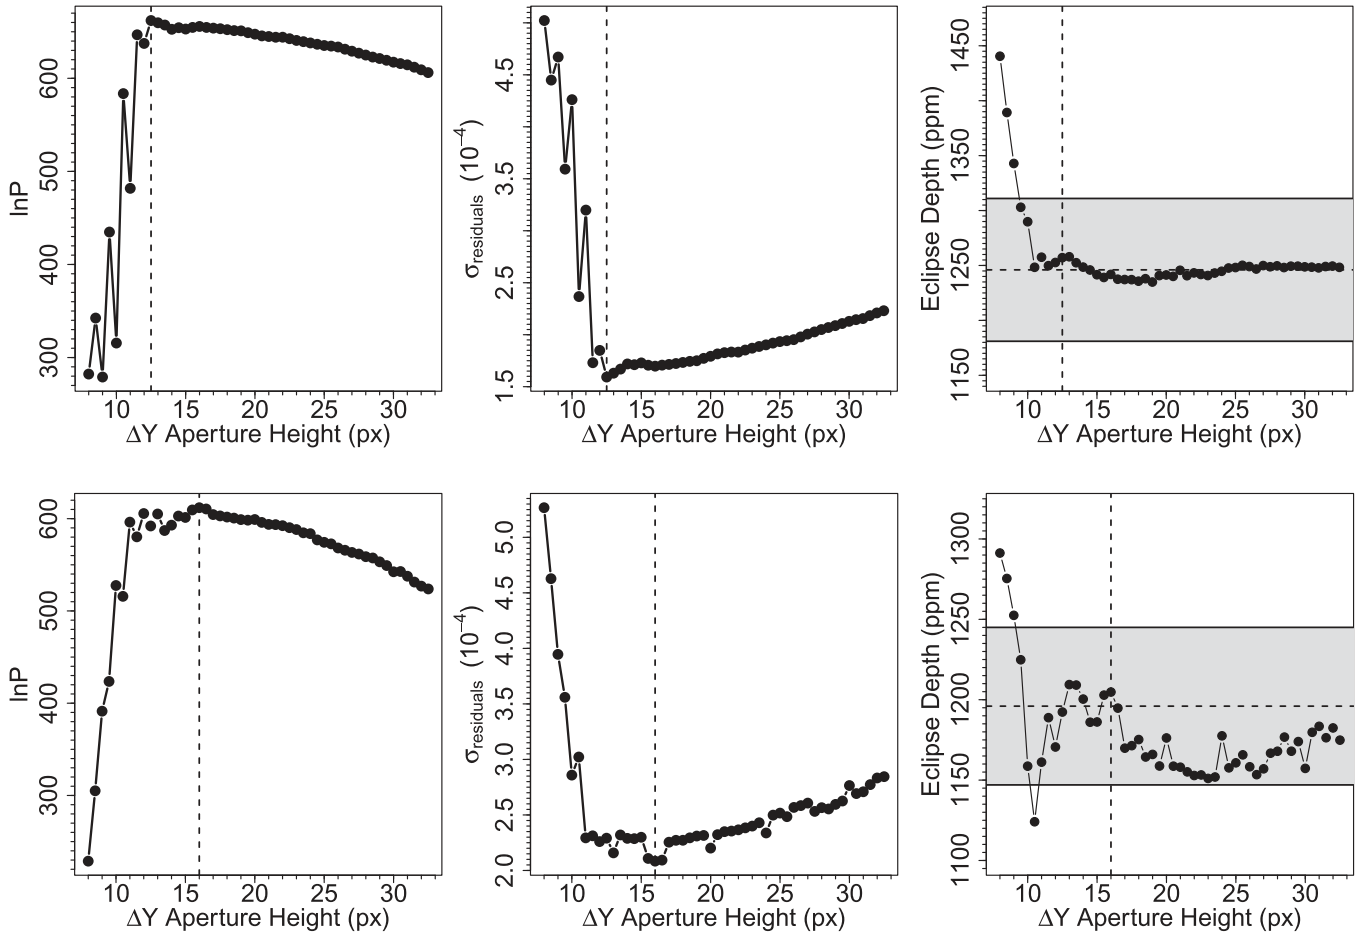 600
500
400
300
lnP
10 15 20 25 30
ΔY Aperture Height (px)
4.5
3.5
2.5
1.5
σresiduals (10−4)
10 15 20 25 30
ΔY Aperture Height (px)
1450
1350
1250
1150
Eclipse Depth (ppm)
10 15 20 25 30
ΔY Aperture Height (px)
600
500
400
300
lnP
10 15 20 25 30
ΔY Aperture Height (px)
5.0
4.5
4.0
3.5
3.0
2.5
2.0
σresiduals (10−4)
10 15 20 25 30
ΔY Aperture Height (px)
1300
1250
1200
1150
1100
Eclipse Depth (ppm)
10 15 20 25 30
ΔY Aperture Height (px)